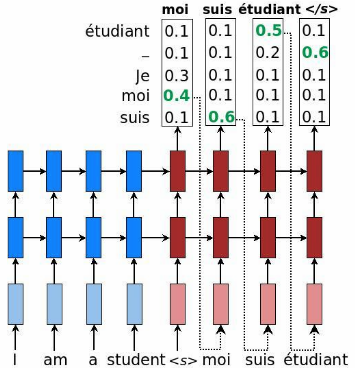 moi suis étudiant </s>
étudiant 0.1 0.1 0.5 0.1
– 0.1 0.1 0.2 0.6
Je 0.3 0.1 0.1 0.1
moi 0.4 0.1 0.1 0.1
suis 0.1 0.6 0.1 0.1
I am a student <s> moi suis étudiant